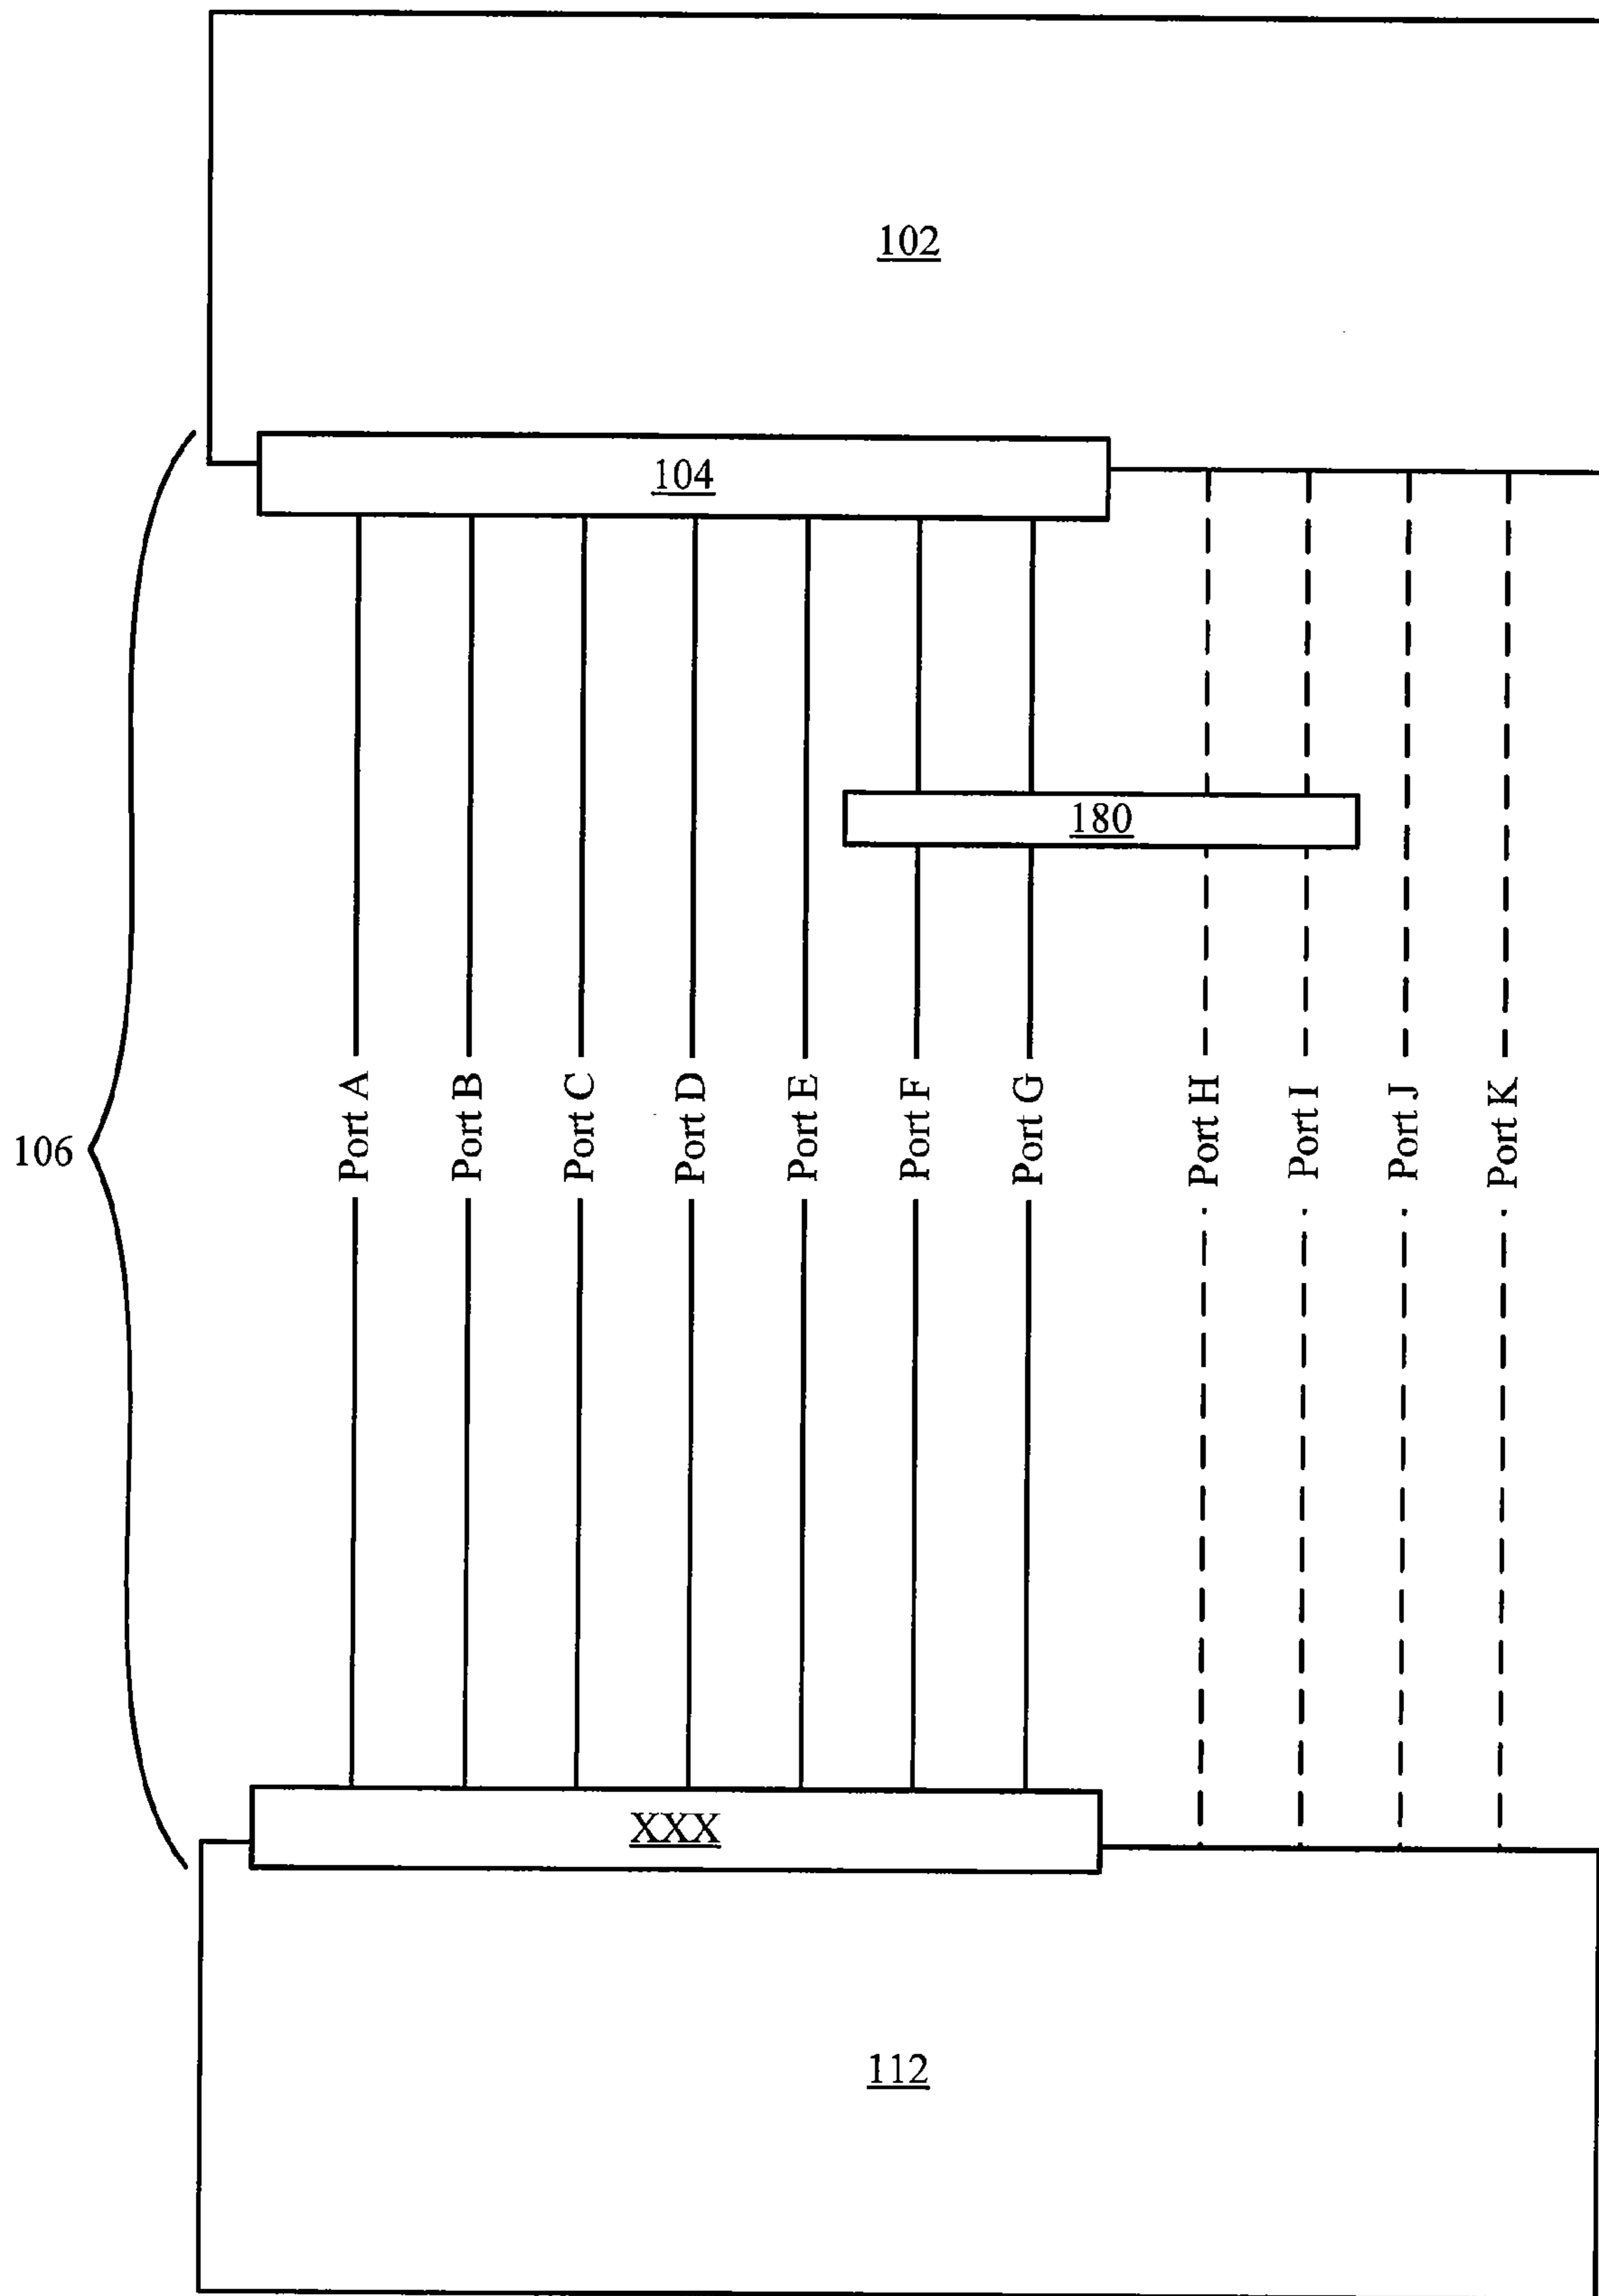 102
104
180
106
Port A
Port B
Port C
Port D
Port E
Port F
Port G
Port H
Port I
Port J
Port K
XXX
112